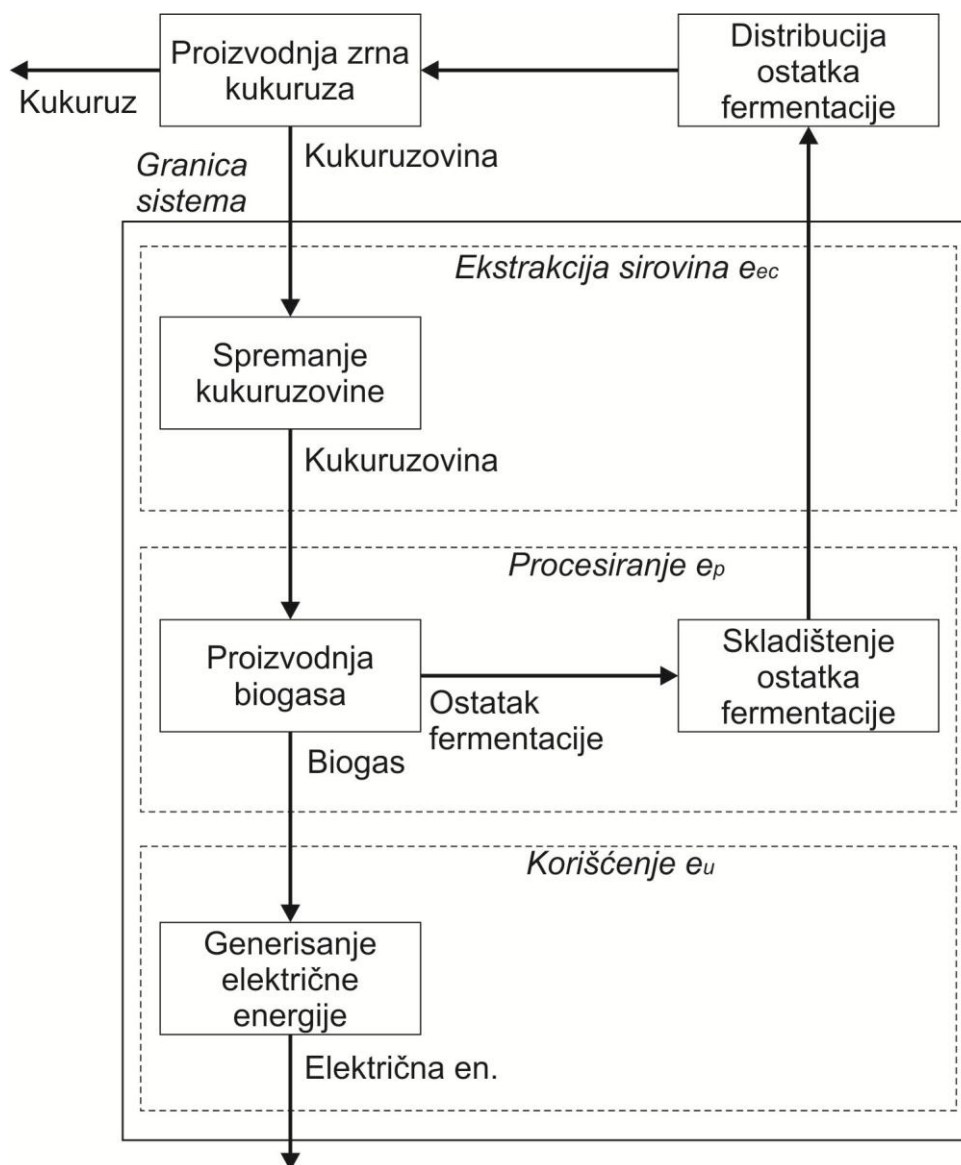 Proizvodnja zrna
kukuruza
Distribucija
ostatka
fermentacije
Kukuruz
Kukuruzovina
Granica
sistema
Ekstrakcija sirovina eec
Spremanje
kukuruzovine
Kukuruzovina
Procesiranje ep
Proizvodnja
biogasa
Skladištenje
ostatka
fermentacije
Ostatak
fermentacije
Biogas
Korišćenje eu
Generisanje
električne
energije
Električna en.